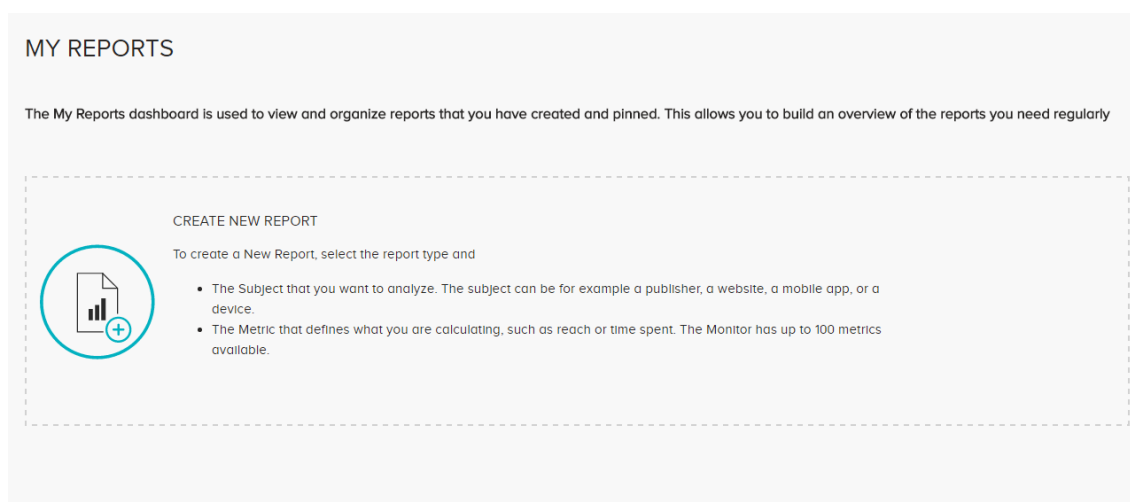 MY REPORTS
The My Reports dashboard is used to view and organize reports that you have created and pinned. This allows you to build an overview of the reports you need regularly
CREATE NEW REPORT
To create a New Report, select the report type and
• The Subject that you want to analyze. The subject can be for example a publisher, a website, a mobile app, or a
device.
• The Metric that defines what you are calculating, such as reach or time spent. The Monitor has up to 100 metrics
available.